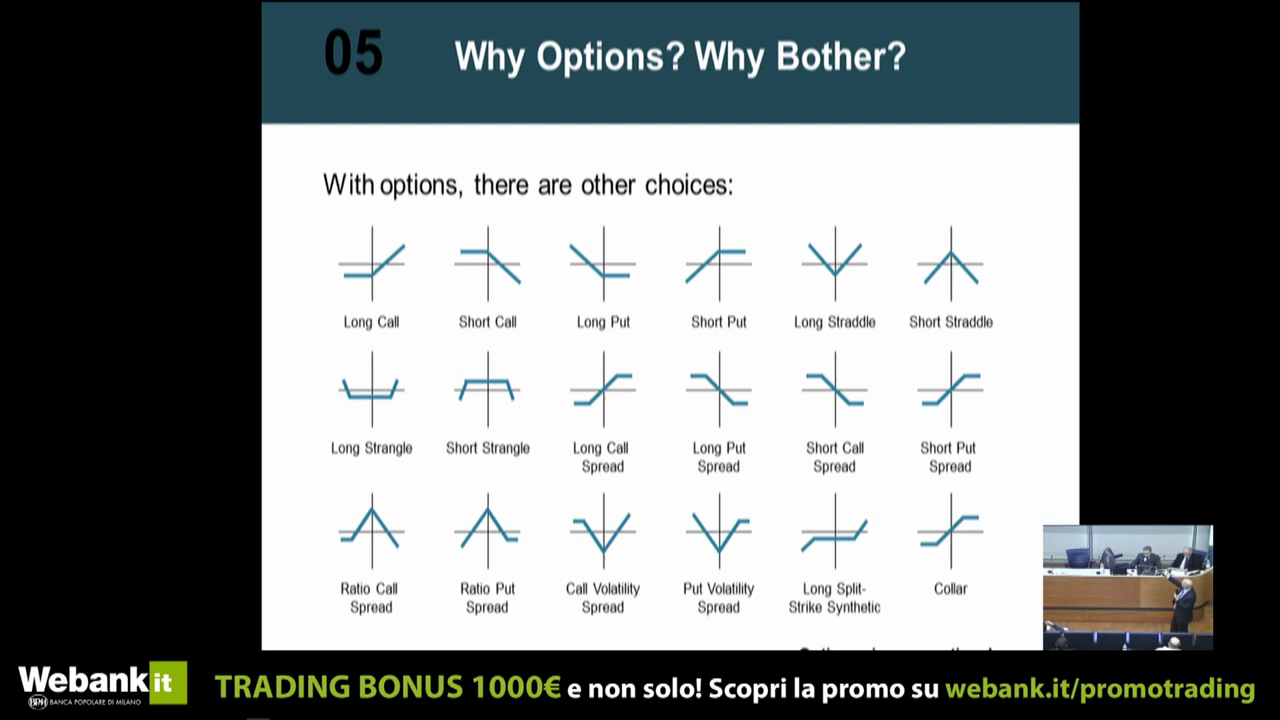 05 Why Options? Why Bother?
With options, there are other choices:
Long Call Short Call Long Put Short Put Long Straddle Short Straddle
Long Strangle Short Strangle Long Call Spread Long Put Spread Short Call Spread Short Put Spread
Ratio Call Spread Ratio Put Spread Call Volatility Spread Put Volatility Spread Long Split-Strike Synthetic Collar
Webank it
BPM BANCA POPOLARE DI MILANO
TRADING BONUS 1000€ e non solo! Scopri la promo su webank.it/promotrading